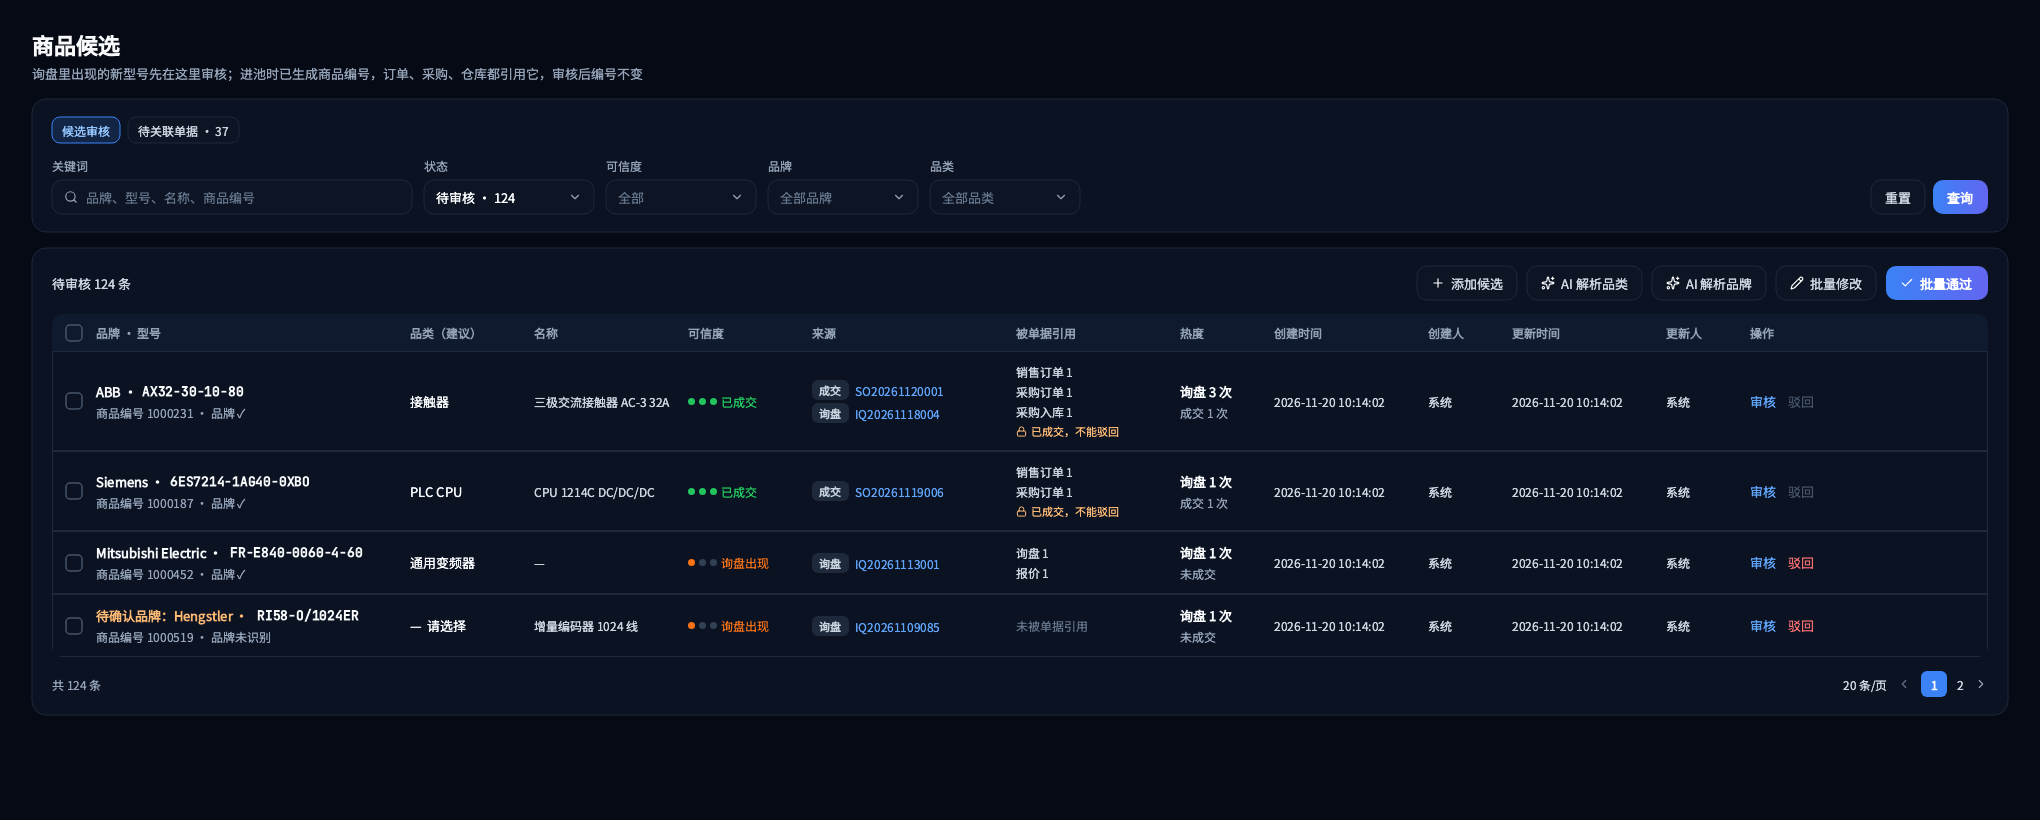 商品候选
询盘里出现的新型号先在这里审核；进池时已生成商品编号，订单、采购、仓库都引用它，审核后编号不变
候选审核 待关联单据 · 37
关键词 状态 可信度 品牌 品类
品牌、型号、名称、商品编号 待审核 · 124 全部 全部品牌 全部品类 重置 查询
待审核 124 条 添加候选 AI 解析品类 AI 解析品牌 批量修改 批量通过
品牌 · 型号 品类（建议） 名称 可信度 来源 被单据引用 热度 创建时间 创建人 更新时间 更新人 操作
ABB · AX32-30-10-80
商品编号 1000231 · 品牌✓
接触器
三极交流接触器 AC-3 32A
已成交
成交 SO20261120001
询盘 IQ20261118004
销售订单 1
采购订单 1
采购入库 1
已成交，不能驳回
询盘 3 次
成交 1 次
2026-11-20 10:14:02 系统 2026-11-20 10:14:02 系统 审核 驳回
Siemens · 6ES7214-1AG40-0XB0
商品编号 1000187 · 品牌✓
PLC CPU
CPU 1214C DC/DC/DC
已成交
成交 SO20261119006
销售订单 1
采购订单 1
已成交，不能驳回
询盘 1 次
成交 1 次
2026-11-20 10:14:02 系统 2026-11-20 10:14:02 系统 审核 驳回
Mitsubishi Electric · FR-E840-0060-4-60
商品编号 1000452 · 品牌✓
通用变频器
—
询盘出现
询盘 IQ20261113001
询盘 1
报价 1
询盘 1 次
未成交
2026-11-20 10:14:02 系统 2026-11-20 10:14:02 系统 审核 驳回
待确认品牌：Hengstler · RI58-O/1024ER
商品编号 1000519 · 品牌未识别
— 请选择
增量编码器 1024 线
询盘出现
询盘 IQ20261109085
未被单据引用
询盘 1 次
未成交
2026-11-20 10:14:02 系统 2026-11-20 10:14:02 系统 审核 驳回
共 124 条 20 条/页 1 2